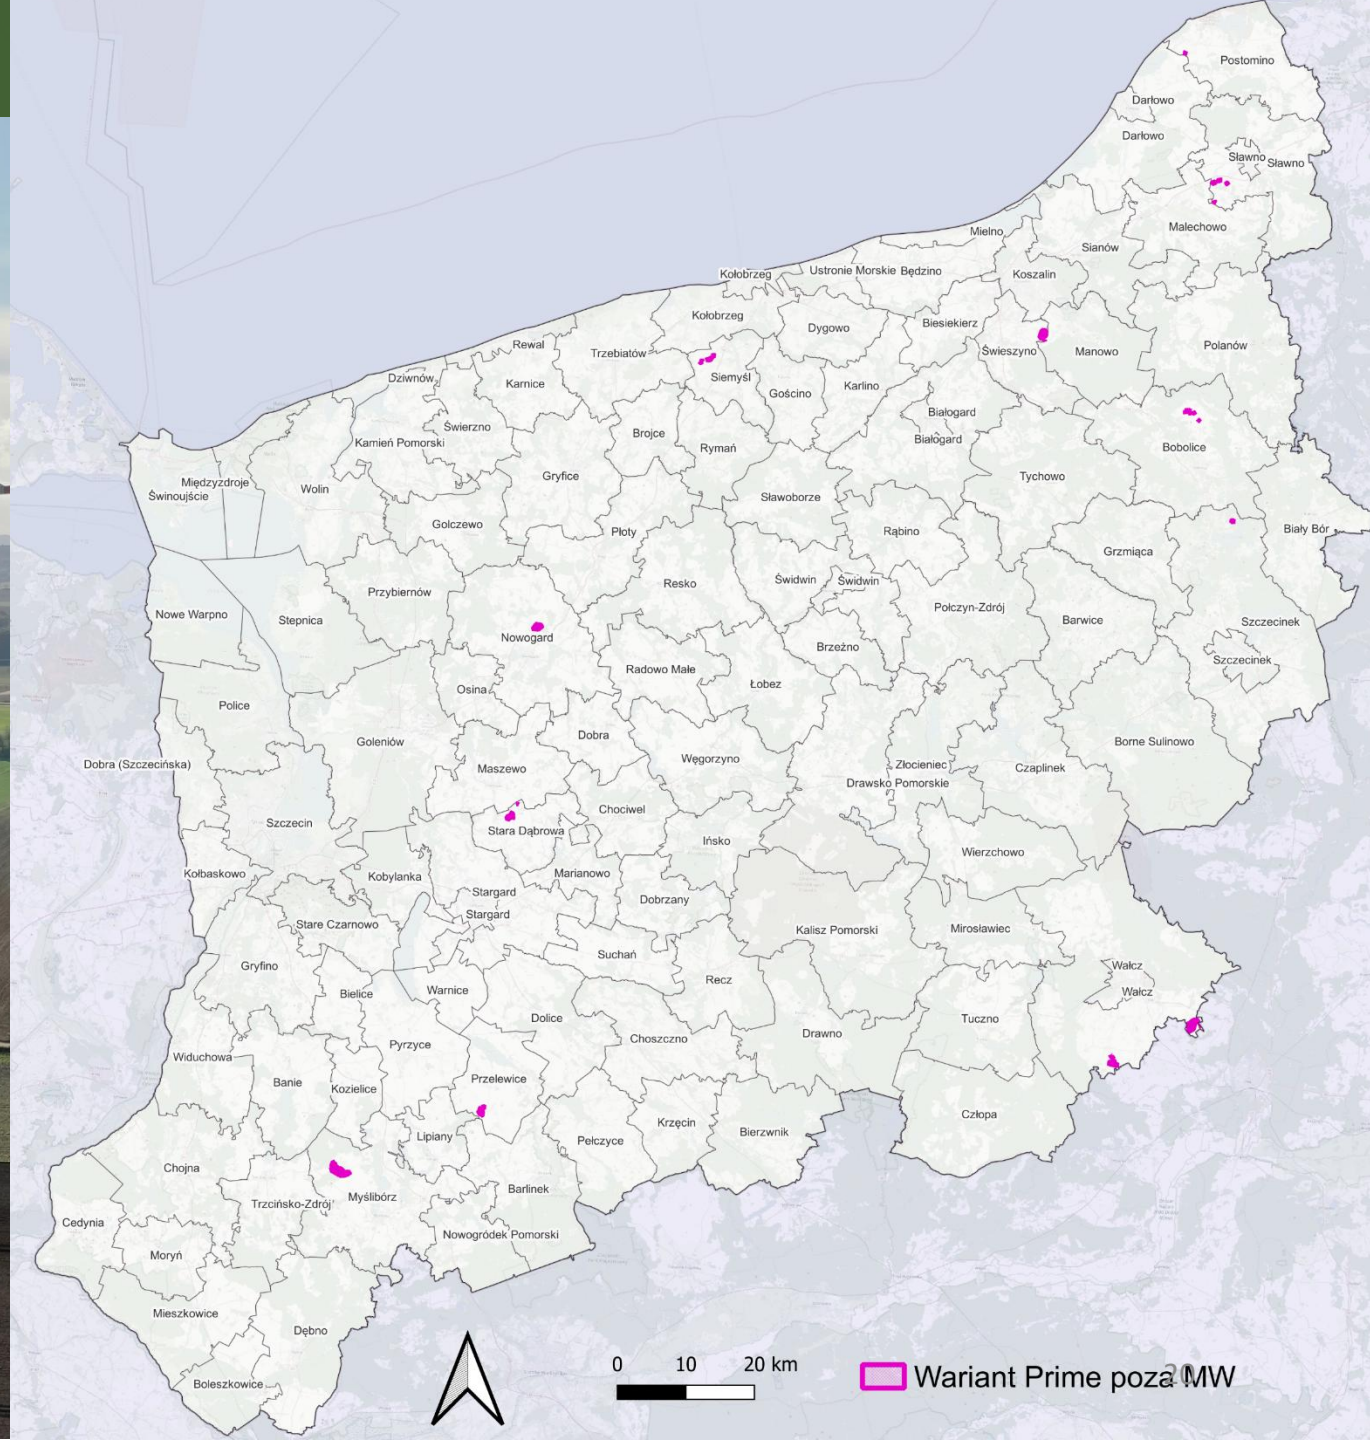 Postomino
Darłowo
Darłowo
Sławno
Sławno
Malechowo
Mielno
Sianów
Kołobrzeg
Ustronie Morskie
Będzino
Koszalin
Kołobrzeg
Dygowo
Biesiekierz
Świeszyno
Manowo
Polanów
Rewal
Trzebiatów
Siemyśl
Gościno
Karlino
Dziwnów
Karnice
Białogard
Białogard
Świerzno
Kamień Pomorski
Brojce
Rymań
Bobolice
Międzyzdroje
Świnoujście
Wolin
Gryfice
Sławoborze
Tychowo
Golczewo
Płoty
Rąbino
Biały Bór
Grzmiąca
Przybiernów
Resko
Świdwin
Świdwin
Połczyn-Zdrój
Nowe Warpno
Stepnica
Nowogard
Brzeżno
Barwice
Szczecinek
Szczecinek
Radowo Małe
Łobez
Osina
Police
Goleniów
Dobra
Borne Sulinowo
Dobra (Szczecińska)
Maszewo
Węgorzyno
Złocieniec
Drawsko Pomorskie
Czaplinek
Szczecin
Stara Dąbrowa
Chociwel
Ińsko
Wierzchowo
Kołbaskowo
Kobylanka
Marianowo
Stargard
Stargard
Dobrzany
Stare Czarnowo
Kalisz Pomorski
Mirosławiec
Gryfino
Suchań
Wałcz
Wałcz
Bielice
Warnice
Recz
Dolice
Tuczno
Choszczno
Drawno
Pyrzyce
Widuchowa
Banie
Kozielice
Przelewice
Człopa
Krzęcin
Bierzwnik
Lipiany
Pełczyce
Chojna
Trzcińsko-Zdrój
Myślibórz
Barlinek
Cedynia
Nowogródek Pomorski
Moryń
Mieszkowice
Dębno
Boleszkowice
0 10 20 km
Wariant Prime poza MW
20